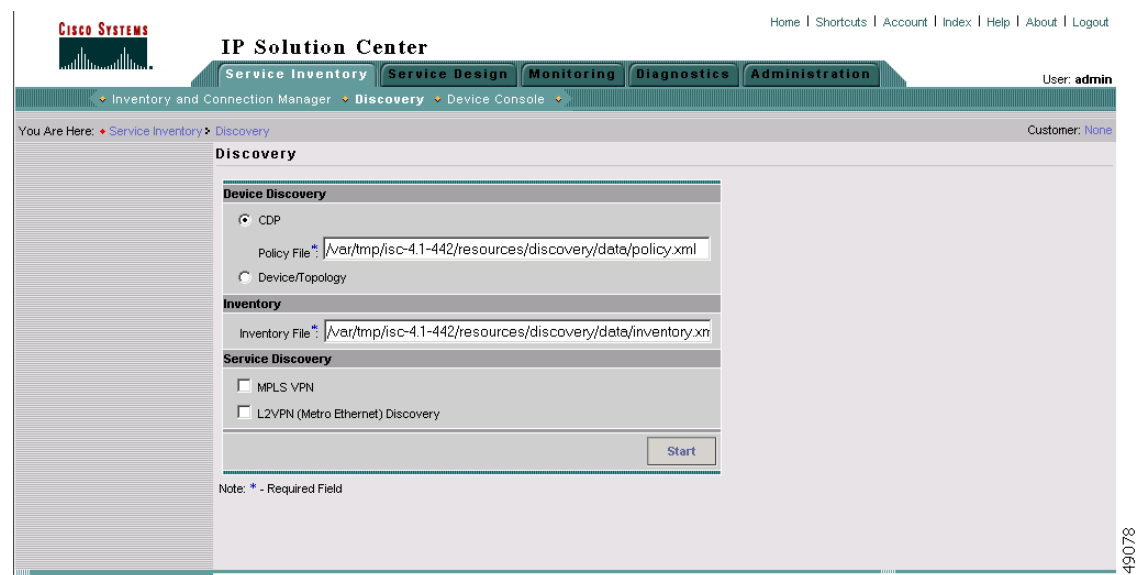 CISCO SYSTEMS
Home | Shortcuts | Account | Index | Help | About | Logout
IP Solution Center
Service Inventory Service Design Monitoring Diagnostics Administration
User: admin
Inventory and Connection Manager Discovery Device Console
You Are Here: Service Inventory Discovery
Customer: None
Discovery
Device Discovery
CDP
Policy File*: /var/tmp/isc-4.1-442/resources/discovery/data/policy.xml
Device/Topology
Inventory
Inventory File*: /var/tmp/isc-4.1-442/resources/discovery/data/inventory.xm
Service Discovery
MPLS VPN
L2VPN (Metro Ethernet) Discovery
Start
Note: * - Required Field
49078